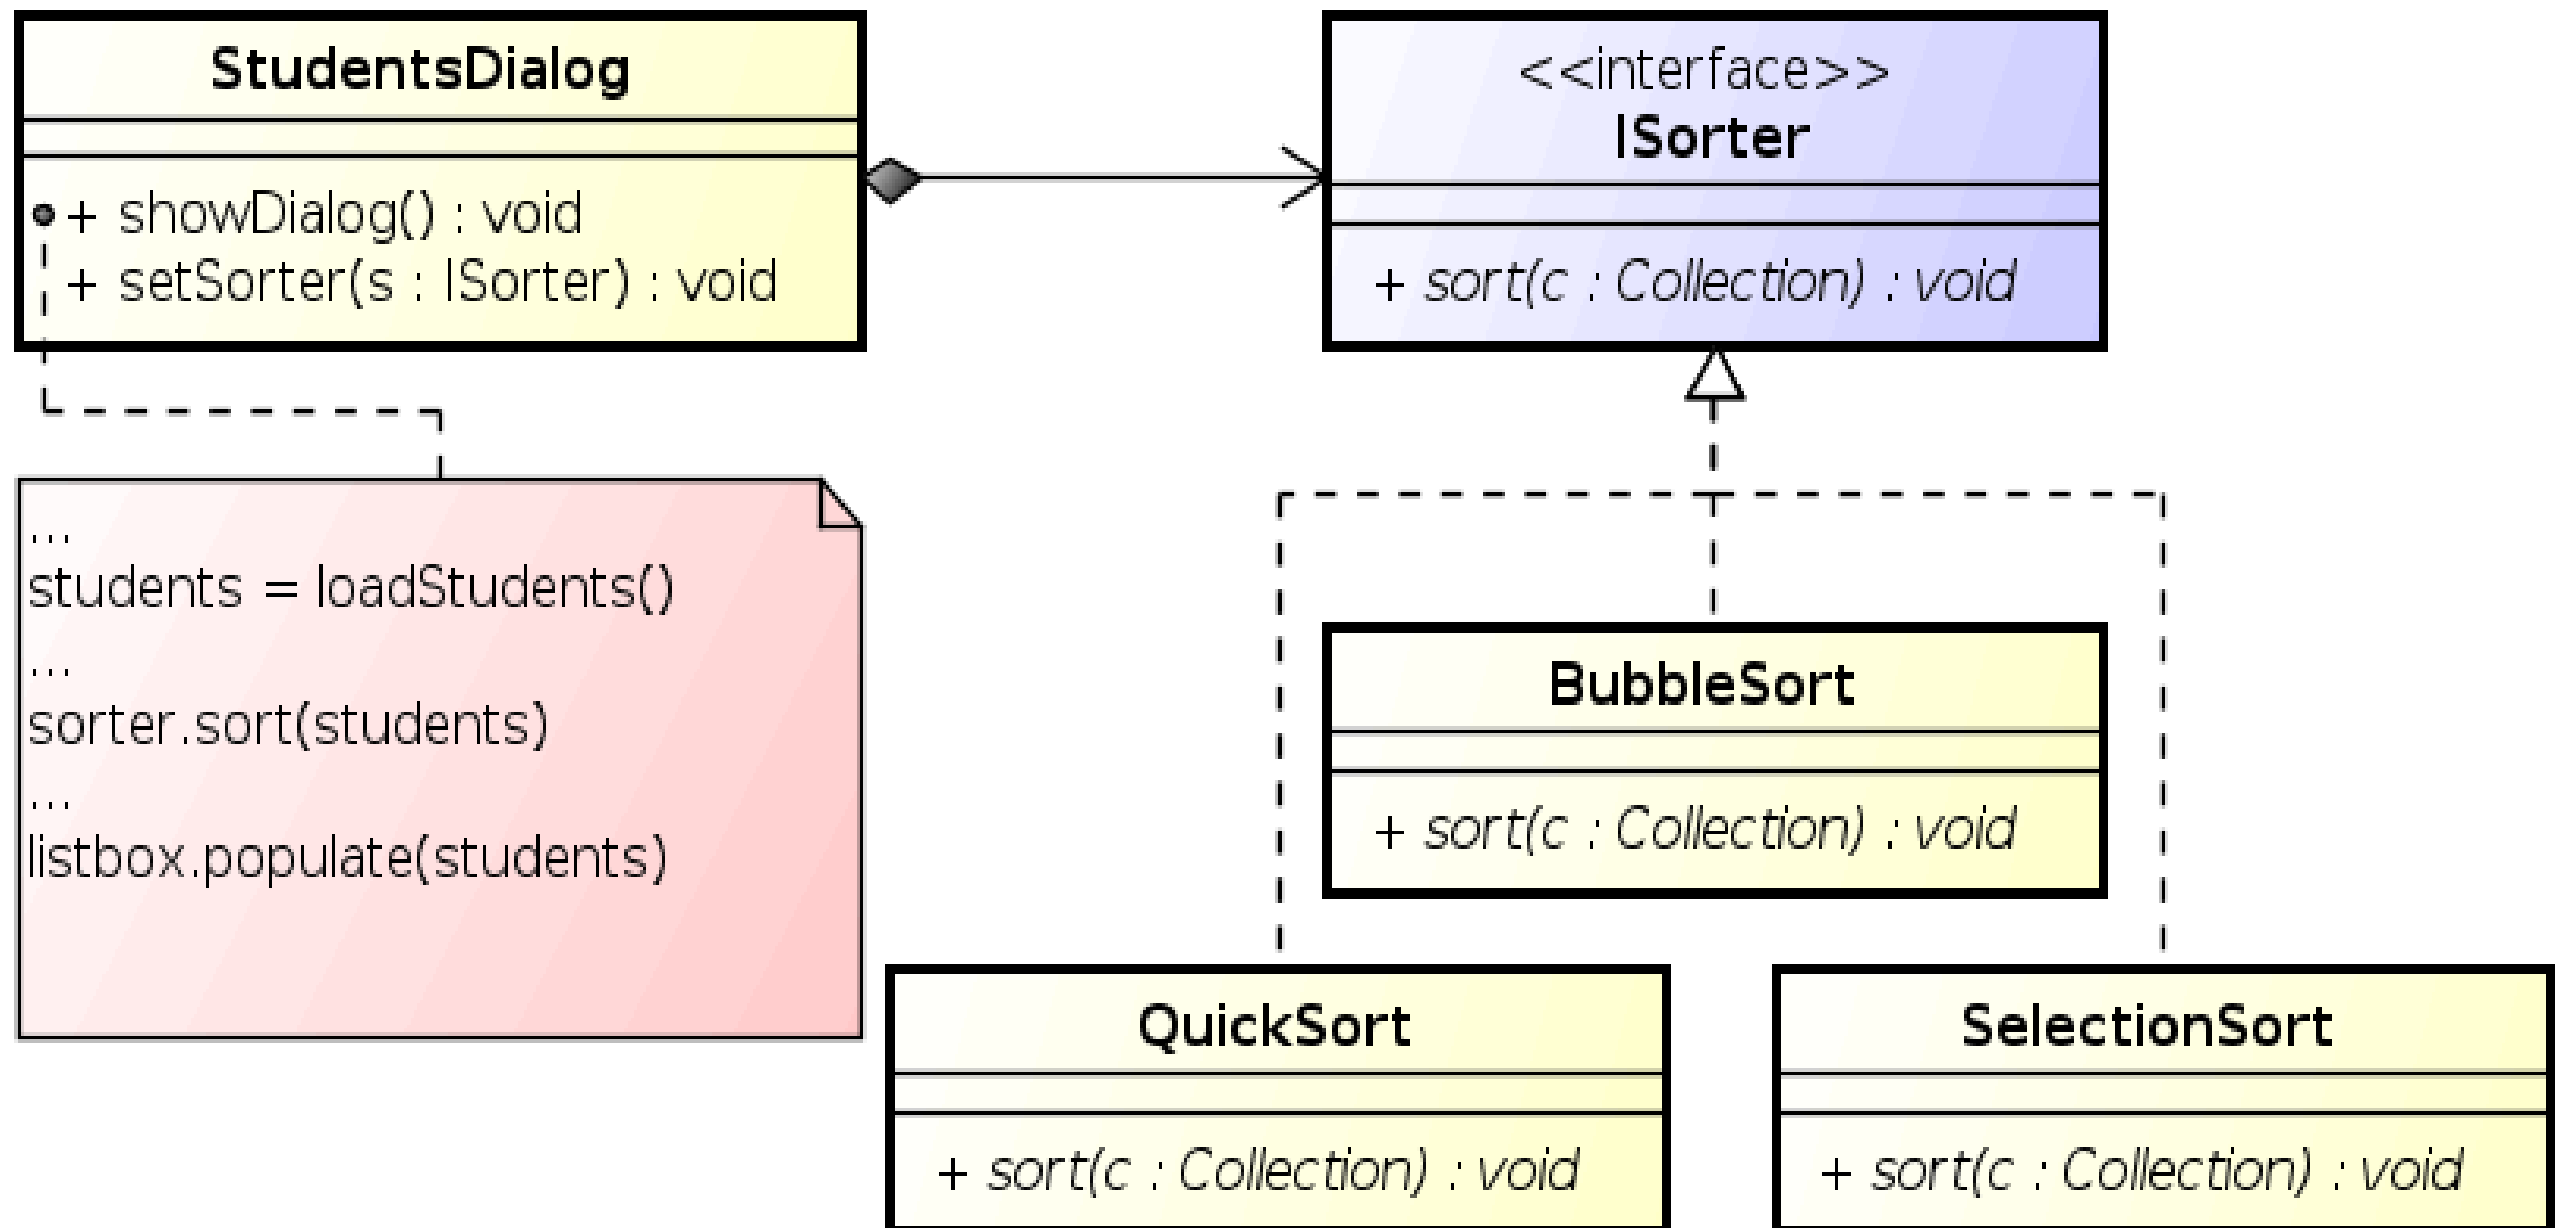 StudentsDialog
+ showDialog() : void
+ setSorter(s : ISorter) : void
<<interface>>
ISorter
+ sort(c : Collection) : void
...
students = loadStudents()
...
sorter.sort(students)
...
listbox.populate(students)
BubbleSort
+ sort(c : Collection) : void
QuickSort
+ sort(c : Collection) : void
SelectionSort
+ sort(c : Collection) : void